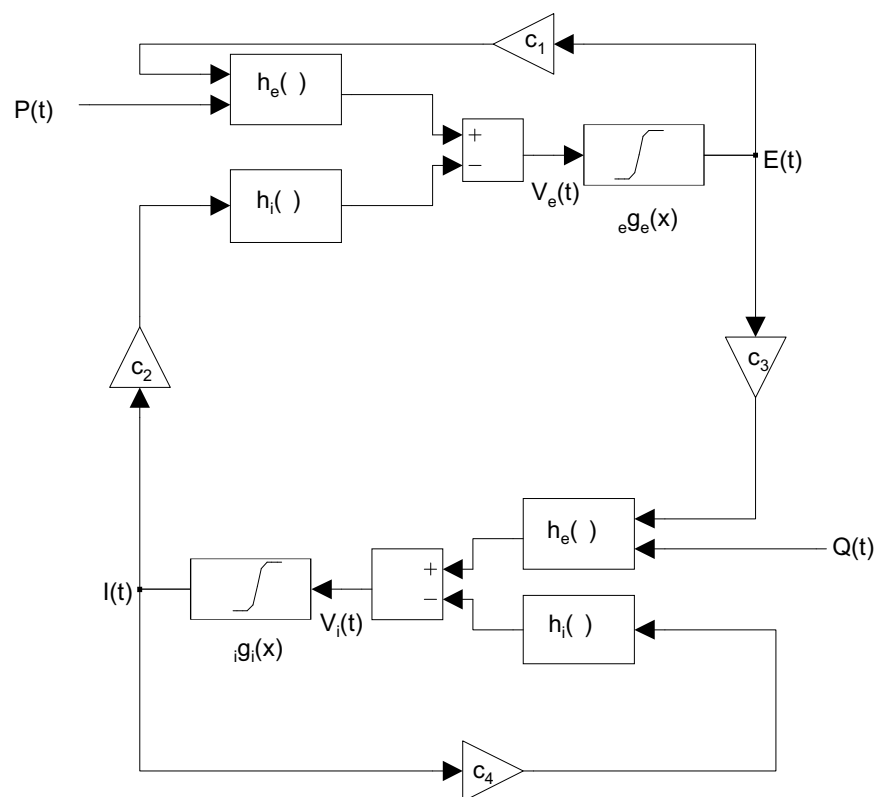 c₁
hₑ( )
P(t)
+
−
E(t)
hᵢ( )
Vₑ(t)
ₑgₑ(x)
c₂
c₃
hₑ( )
Q(t)
I(t)
+
−
Vᵢ(t)
hᵢ( )
ᵢgᵢ(x)
c₄